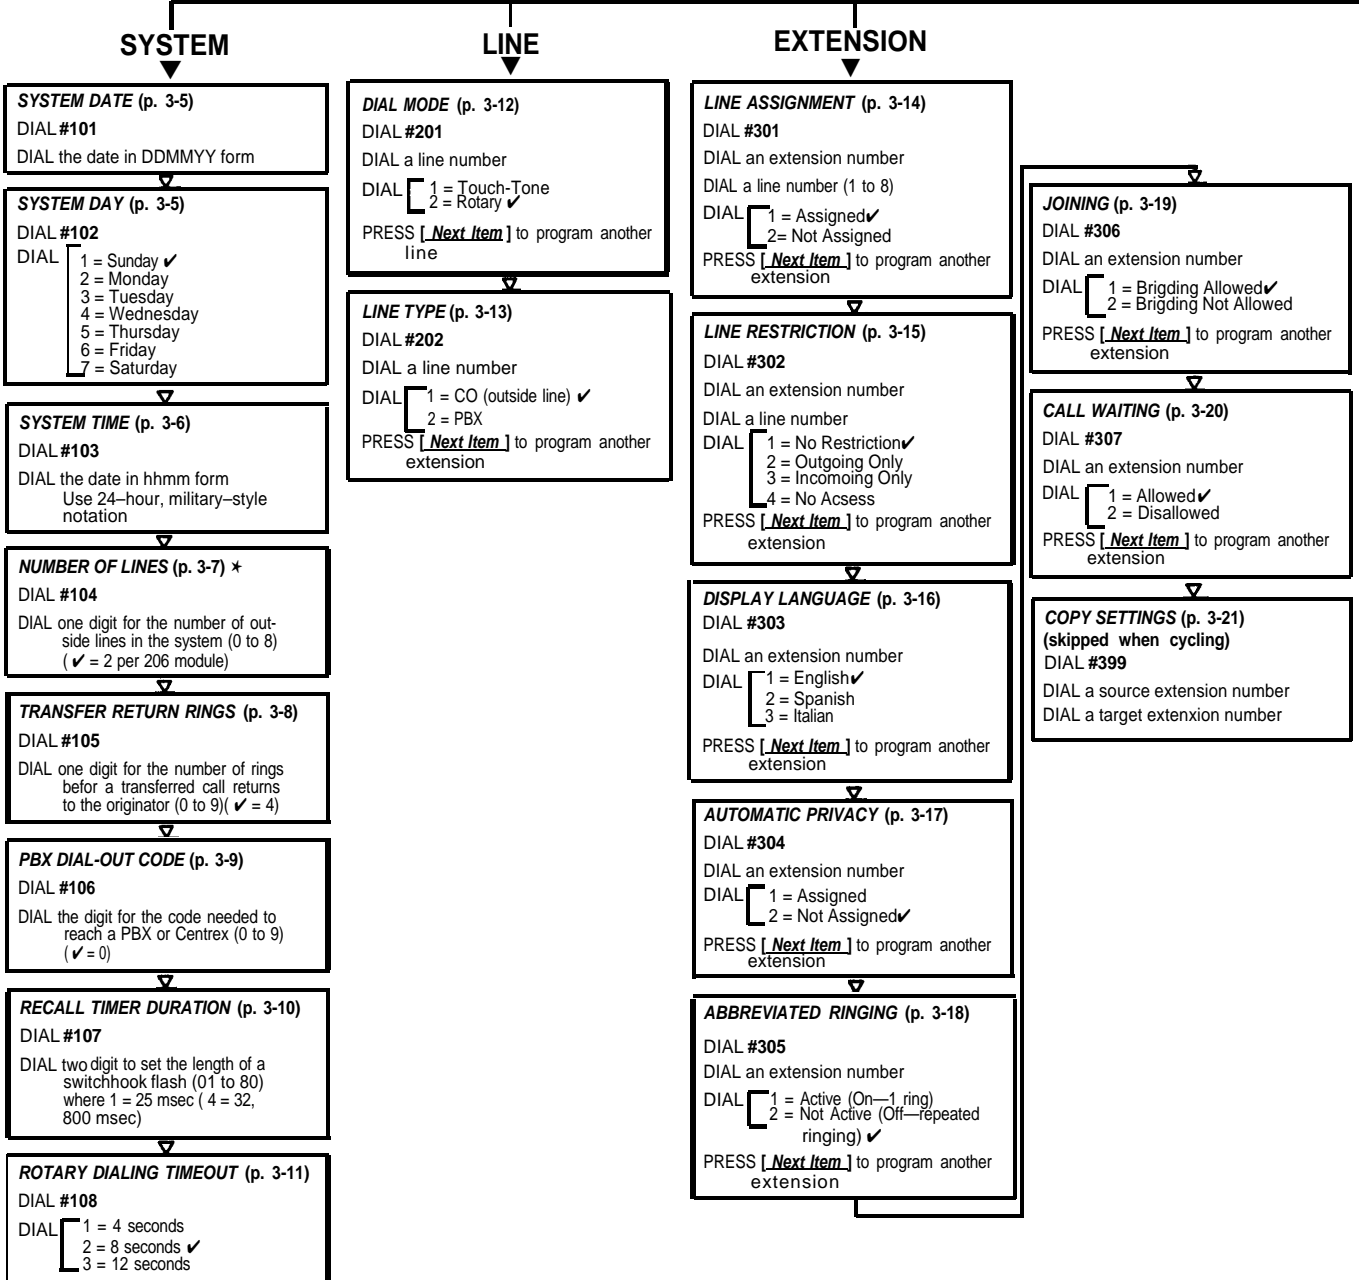 SYSTEM
SYSTEM DATE (p. 3-5)
DIAL #101
DIAL the date in DDMMYY form
SYSTEM DAY (p. 3-5)
DIAL #102
DIAL 1 = Sunday ✔
2 = Monday
3 = Tuesday
4 = Wednesday
5 = Thursday
6 = Friday
7 = Saturday
SYSTEM TIME (p. 3-6)
DIAL #103
DIAL the date in hhmm form
Use 24–hour, military–style
notation
NUMBER OF LINES (p. 3-7) ★
DIAL #104
DIAL one digit for the number of out-
side lines in the system (0 to 8)
( ✔ = 2 per 206 module)
TRANSFER RETURN RINGS (p. 3-8)
DIAL #105
DIAL one digit for the number of rings
befor a transferred call returns
to the originator (0 to 9)( ✔ = 4)
PBX DIAL-OUT CODE (p. 3-9)
DIAL #106
DIAL the digit for the code needed to
reach a PBX or Centrex (0 to 9)
( ✔ = 0)
RECALL TIMER DURATION (p. 3-10)
DIAL #107
DIAL two digit to set the length of a
switchhook flash (01 to 80)
where 1 = 25 msec ( 4 = 32,
800 msec)
ROTARY DIALING TIMEOUT (p. 3-11)
DIAL #108
DIAL 1 = 4 seconds
2 = 8 seconds ✔
3 = 12 seconds
LINE
DIAL MODE (p. 3-12)
DIAL #201
DIAL a line number
DIAL 1 = Touch-Tone
2 = Rotary ✔
PRESS [ Next Item ] to program another
line
LINE TYPE (p. 3-13)
DIAL #202
DIAL a line number
DIAL 1 = CO (outside line) ✔
2 = PBX
PRESS [ Next Item ] to program another
extension
EXTENSION
LINE ASSIGNMENT (p. 3-14)
DIAL #301
DIAL an extension number
DIAL a line number (1 to 8)
DIAL 1 = Assigned✔
2= Not Assigned
PRESS [ Next Item ] to program another
extension
LINE RESTRICTION (p. 3-15)
DIAL #302
DIAL an extension number
DIAL a line number
DIAL 1 = No Restriction✔
2 = Outgoing Only
3 = Incomoing Only
4 = No Acsess
PRESS [ Next Item ] to program another
extension
DISPLAY LANGUAGE (p. 3-16)
DIAL #303
DIAL an extension number
DIAL 1 = English✔
2 = Spanish
3 = Italian
PRESS [ Next Item ] to program another
extension
AUTOMATIC PRIVACY (p. 3-17)
DIAL #304
DIAL an extension number
DIAL 1 = Assigned
2 = Not Assigned✔
PRESS [ Next Item ] to program another
extension
ABBREVIATED RINGING (p. 3-18)
DIAL #305
DIAL an extension number
DIAL 1 = Active (On—1 ring)
2 = Not Active (Off—repeated
ringing) ✔
PRESS [ Next Item ] to program another
extension
JOINING (p. 3-19)
DIAL #306
DIAL an extension number
DIAL 1 = Brigding Allowed✔
2 = Brigding Not Allowed
PRESS [ Next Item ] to program another
extension
CALL WAITING (p. 3-20)
DIAL #307
DIAL an extension number
DIAL 1 = Allowed✔
2 = Disallowed
PRESS [ Next Item ] to program another
extension
COPY SETTINGS (p. 3-21)
(skipped when cycling)
DIAL #399
DIAL a source extension number
DIAL a target extenxion number